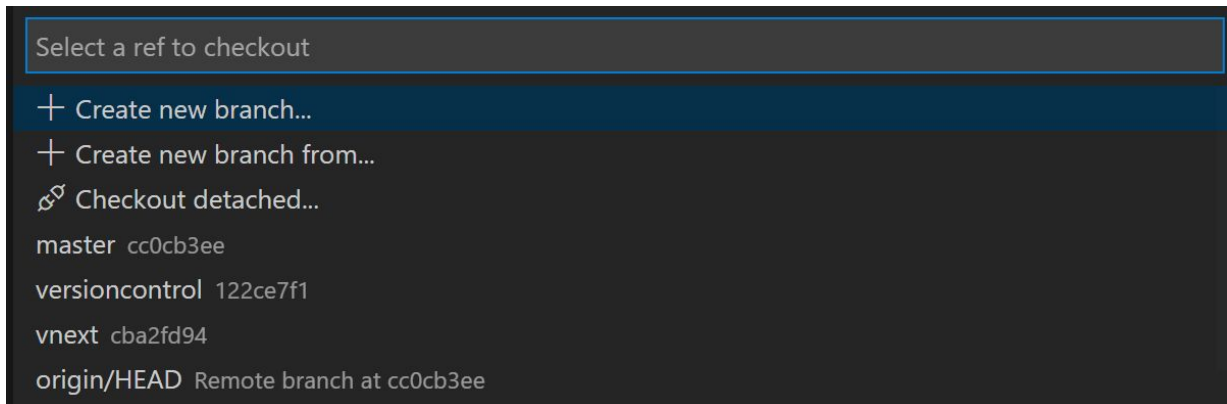 Select a ref to checkout
Create new branch...
Create new branch from...
Checkout detached...
master cc0cb3ee
versioncontrol 122ce7f1
vnext cba2fd94
origin/HEAD Remote branch at cc0cb3ee